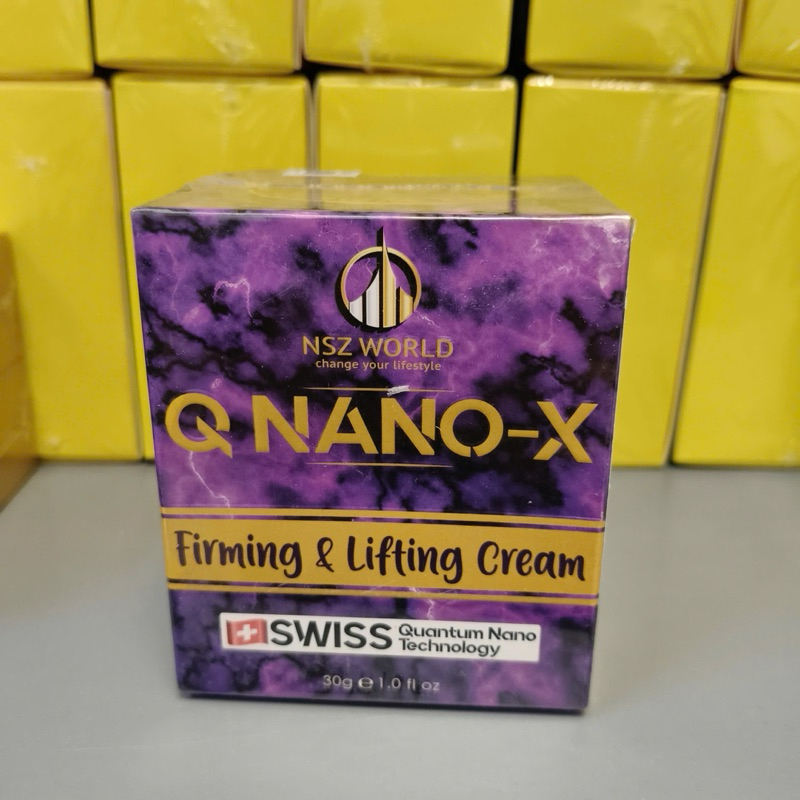 NSZ WORLD
change your lifestyle
Q NANO-X
Firming & Lifting Cream
SWISS Quantum Nano
Technology
30g ℮ 1.0 fl oz